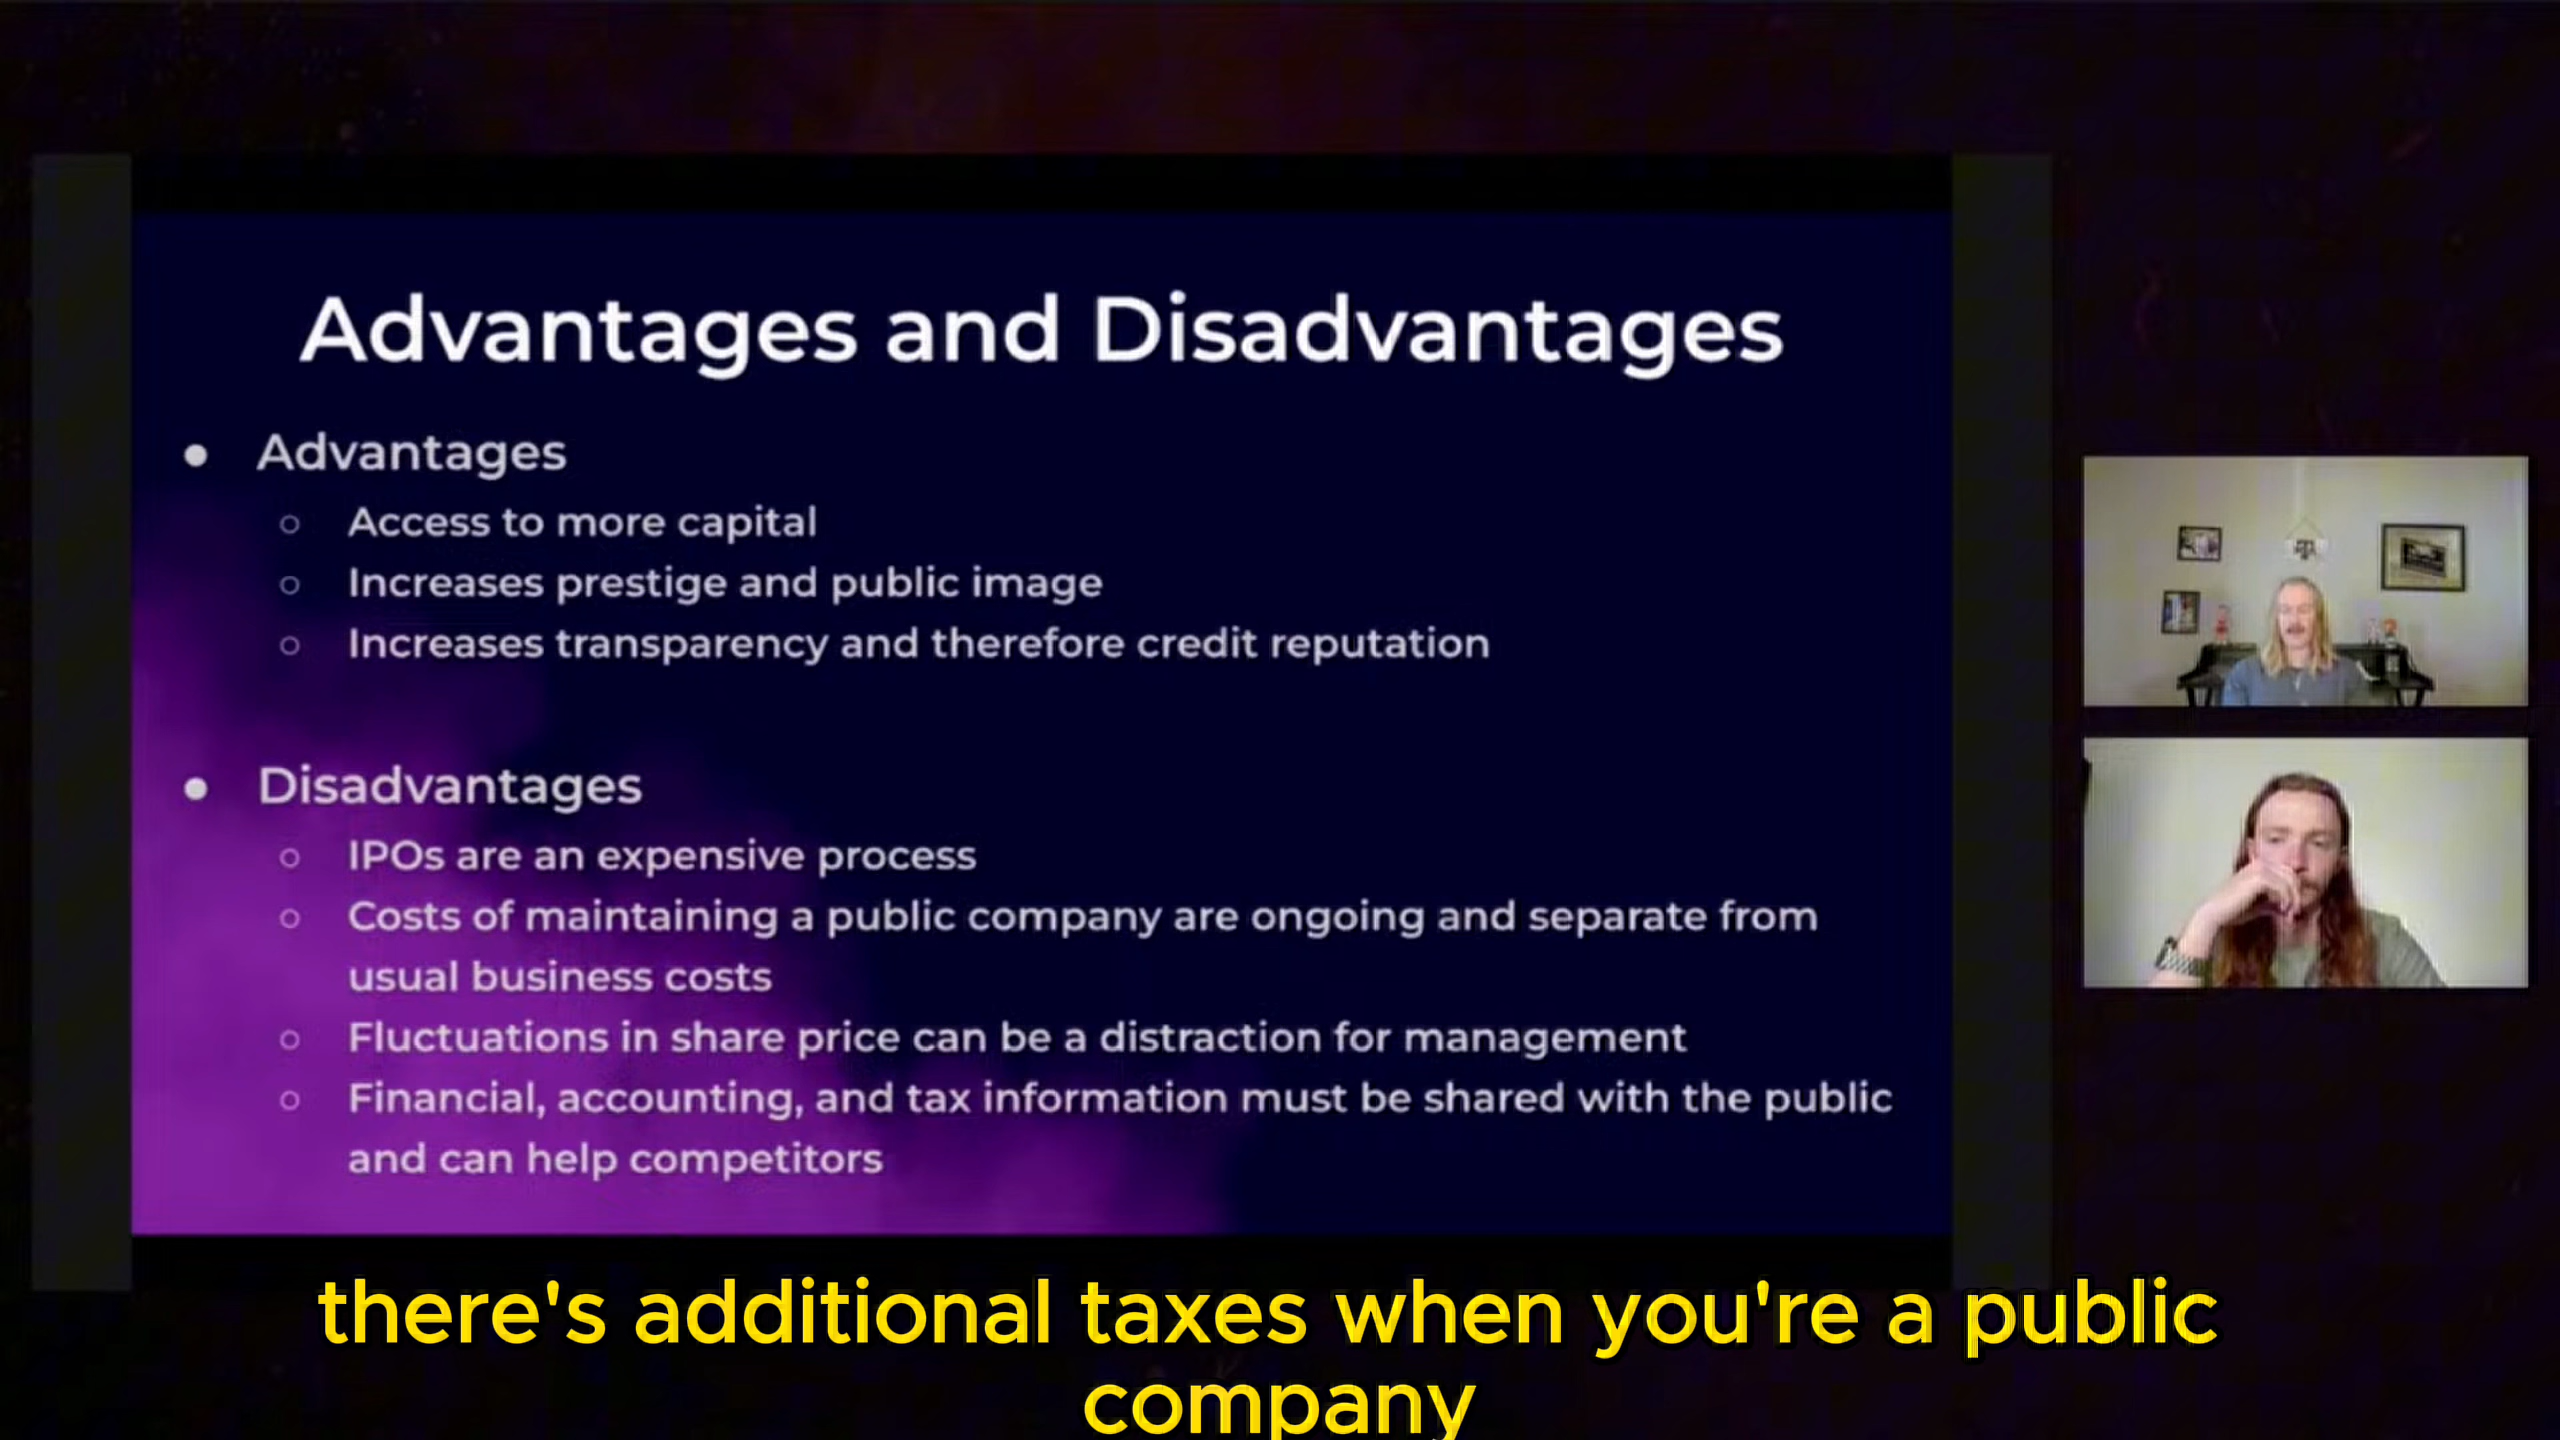 Advantages and Disadvantages
● Advantages
○ Access to more capital
○ Increases prestige and public image
○ Increases transparency and therefore credit reputation
● Disadvantages
○ IPOs are an expensive process
○ Costs of maintaining a public company are ongoing and separate from
usual business costs
○ Fluctuations in share price can be a distraction for management
○ Financial, accounting, and tax information must be shared with the public
and can help competitors
there's additional taxes when you're a public
company